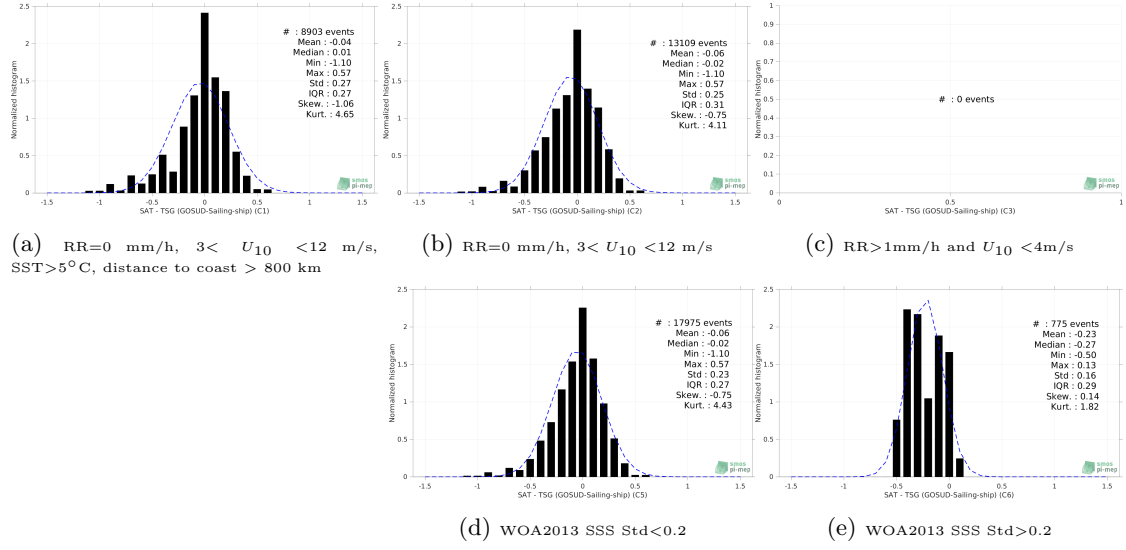 2.5
2
1.5
1
0.5
0
Normalized histogram
# : 8903 events
Mean : -0.04
Median : 0.01
Min : -1.10
Max : 0.57
Std : 0.27
IQR : 0.27
Skew. : -1.06
Kurt. : 4.65
smos
pi-mep
-1.5 -1 -0.5 0 0.5 1 1.5
SAT - TSG (GOSUD-Sailing-ship) (C1)
(a) RR=0 mm/h, 3< U10 <12 m/s,
SST>5°C, distance to coast > 800 km
2.5
2
1.5
1
0.5
0
Normalized histogram
# : 13109 events
Mean : -0.06
Median : -0.02
Min : -1.10
Max : 0.57
Std : 0.25
IQR : 0.31
Skew. : -0.75
Kurt. : 4.11
smos
pi-mep
-1.5 -1 -0.5 0 0.5 1 1.5
SAT - TSG (GOSUD-Sailing-ship) (C2)
(b) RR=0 mm/h, 3< U10 <12 m/s
1
0.9
0.8
0.7
0.6
0.5
0.4
0.3
0.2
0.1
0
Normalized histogram
# : 0 events
smos
pi-mep
0 0.5 1
SAT - TSG (GOSUD-Sailing-ship) (C3)
(c) RR>1mm/h and U10 <4m/s
2.5
2
1.5
1
0.5
0
Normalized histogram
# : 17975 events
Mean : -0.06
Median : -0.02
Min : -1.10
Max : 0.57
Std : 0.23
IQR : 0.27
Skew. : -0.75
Kurt. : 4.43
smos
pi-mep
-1.5 -1 -0.5 0 0.5 1 1.5
SAT - TSG (GOSUD-Sailing-ship) (C5)
(d) WOA2013 SSS Std<0.2
2.5
2
1.5
1
0.5
0
Normalized histogram
# : 775 events
Mean : -0.23
Median : -0.27
Min : -0.50
Max : 0.13
Std : 0.16
IQR : 0.29
Skew. : 0.14
Kurt. : 1.82
smos
pi-mep
-1.5 -1 -0.5 0 0.5 1 1.5
SAT - TSG (GOSUD-Sailing-ship) (C6)
(e) WOA2013 SSS Std>0.2